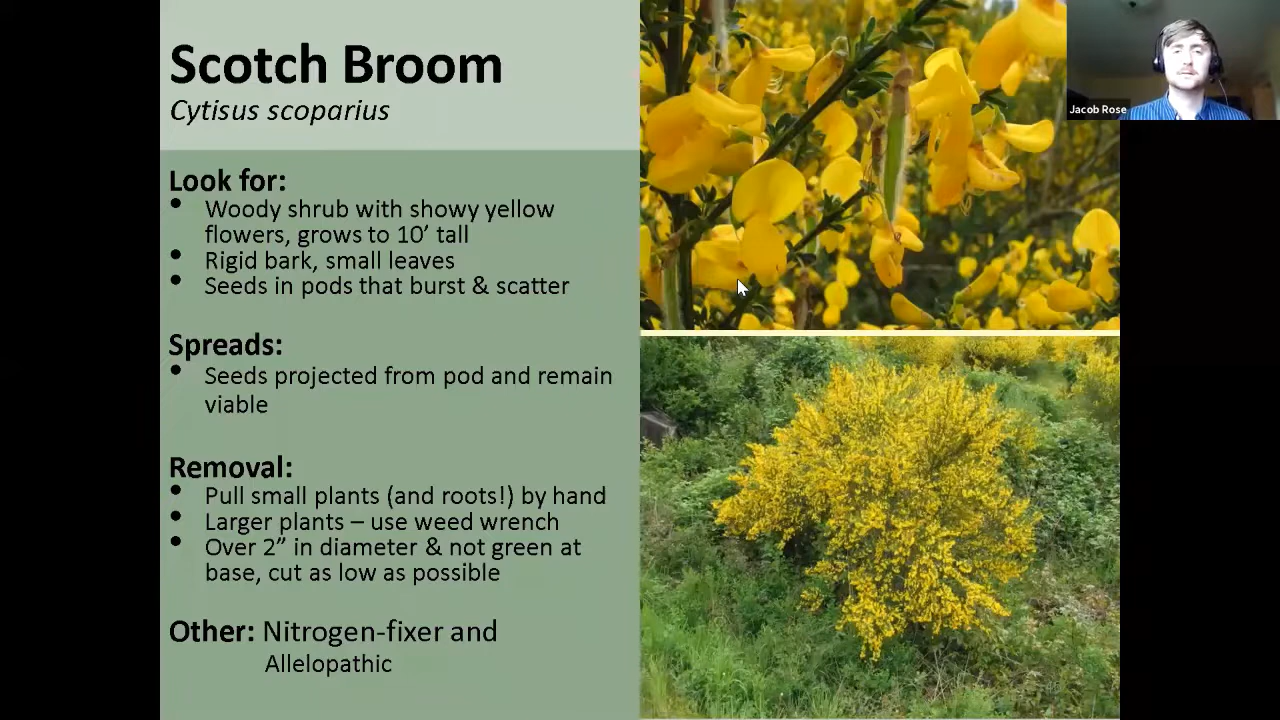 Scotch Broom
Cytisus scoparius
Look for:
• Woody shrub with showy yellow
flowers, grows to 10’ tall
• Rigid bark, small leaves
• Seeds in pods that burst & scatter
Spreads:
• Seeds projected from pod and remain
viable
Removal:
• Pull small plants (and roots!) by hand
• Larger plants – use weed wrench
• Over 2” in diameter & not green at
base, cut as low as possible
Other: Nitrogen-fixer and
Allelopathic
Jacob Rose